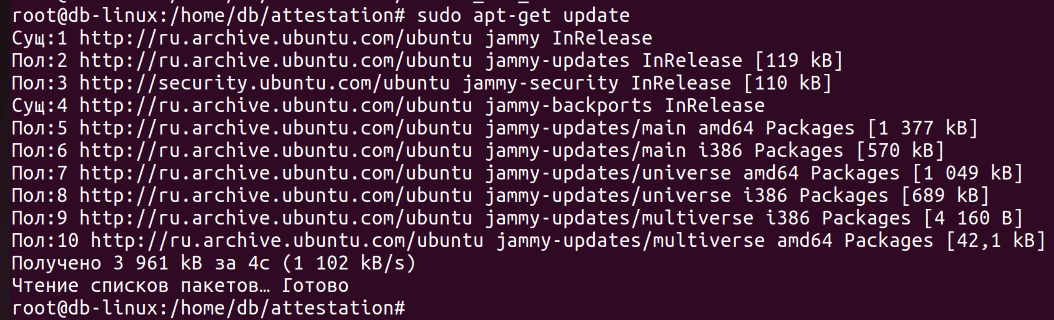 root@db-linux:/home/db/attestation# sudo apt-get update
Сущ:1 http://ru.archive.ubuntu.com/ubuntu jammy InRelease
Пол:2 http://ru.archive.ubuntu.com/ubuntu jammy-updates InRelease [119 kB]
Пол:3 http://security.ubuntu.com/ubuntu jammy-security InRelease [110 kB]
Сущ:4 http://ru.archive.ubuntu.com/ubuntu jammy-backports InRelease
Пол:5 http://ru.archive.ubuntu.com/ubuntu jammy-updates/main amd64 Packages [1 377 kB]
Пол:6 http://ru.archive.ubuntu.com/ubuntu jammy-updates/main i386 Packages [570 kB]
Пол:7 http://ru.archive.ubuntu.com/ubuntu jammy-updates/universe amd64 Packages [1 049 kB]
Пол:8 http://ru.archive.ubuntu.com/ubuntu jammy-updates/universe i386 Packages [689 kB]
Пол:9 http://ru.archive.ubuntu.com/ubuntu jammy-updates/multiverse i386 Packages [4 160 B]
Пол:10 http://ru.archive.ubuntu.com/ubuntu jammy-updates/multiverse amd64 Packages [42,1 kB]
Получено 3 961 kB за 4с (1 102 kB/s)
Чтение списков пакетов… Готово
root@db-linux:/home/db/attestation#